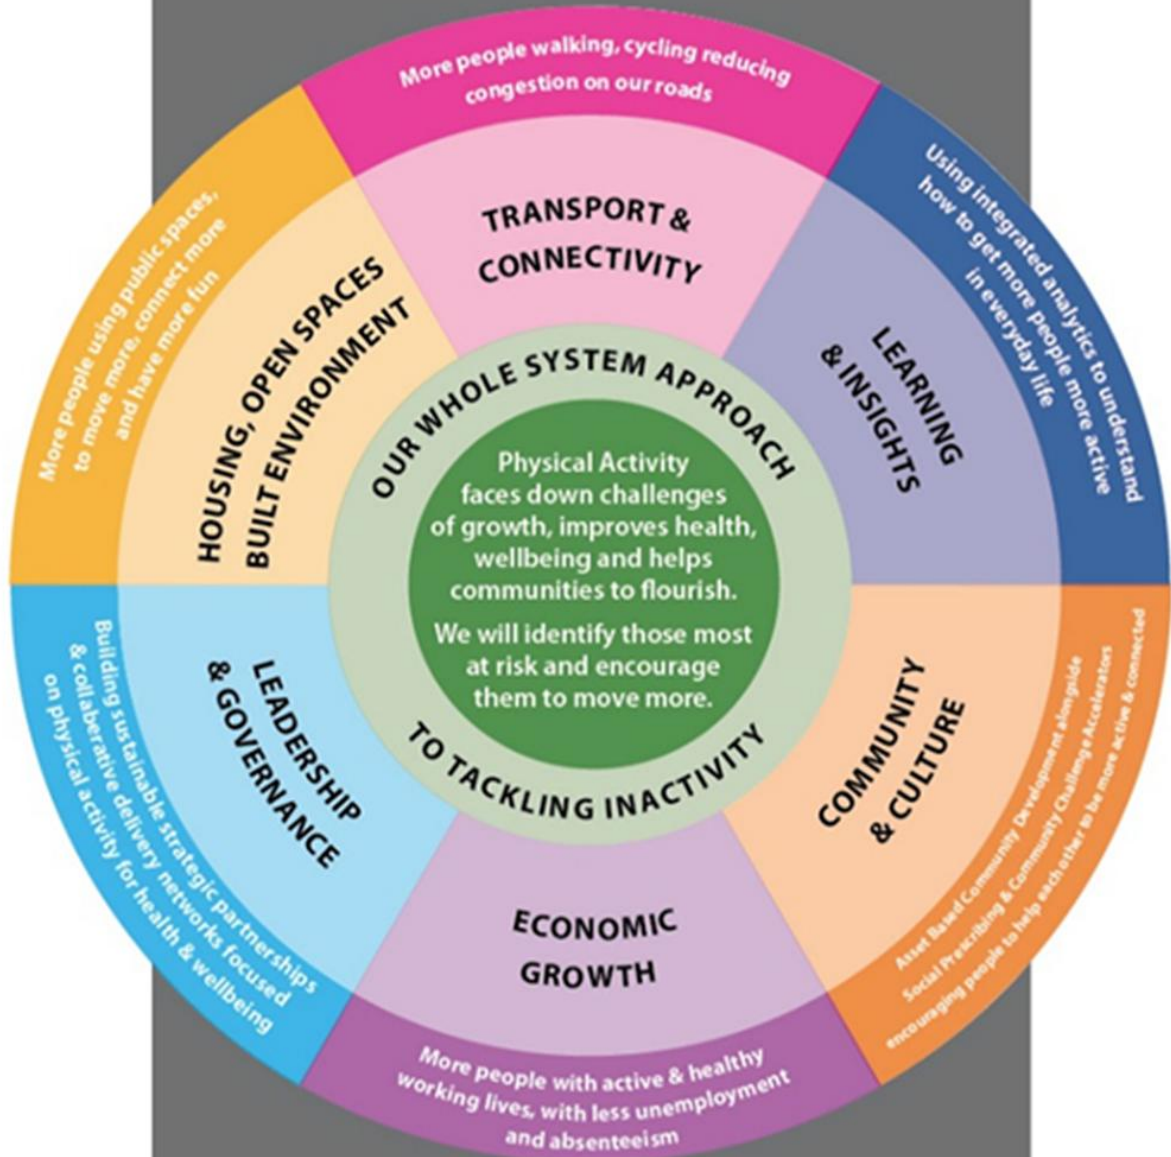 More people walking, cycling reducing
congestion on our roads
TRANSPORT &
CONNECTIVITY
Using integrated analytics to understand
how to get more people more active
in everyday life
LEARNING
& INSIGHTS
Asset Based Community Development alongside
Social Prescribing & Community Challenge Accelerators
encouraging people to help each other to be more active & connected
COMMUNITY
& CULTURE
More people with active & healthy
working lives, with less unemployment
and absenteeism
ECONOMIC
GROWTH
Building sustainable strategic partnerships
& collaborative delivery networks focused
on physical activity for health & wellbeing
LEADERSHIP
& GOVERNANCE
More people using public spaces,
to move more, connect more
and have more fun
HOUSING, OPEN SPACES
BUILT ENVIRONMENT
OUR WHOLE SYSTEM APPROACH
TO TACKLING INACTIVITY
Physical Activity
faces down challenges
of growth, improves health,
wellbeing and helps
communities to flourish.
We will identify those most
at risk and encourage
them to move more.